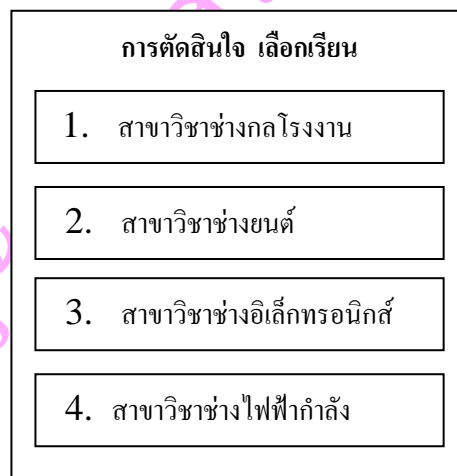 การตัดสินใจ เลือกเรียน
1. สาขาวิชาช่างกลโรงงาน
2. สาขาวิชาช่างยนต์
3. สาขาวิชาช่างอิเล็กทรอนิกส์
4. สาขาวิชาช่างไฟฟ้ากำลัง